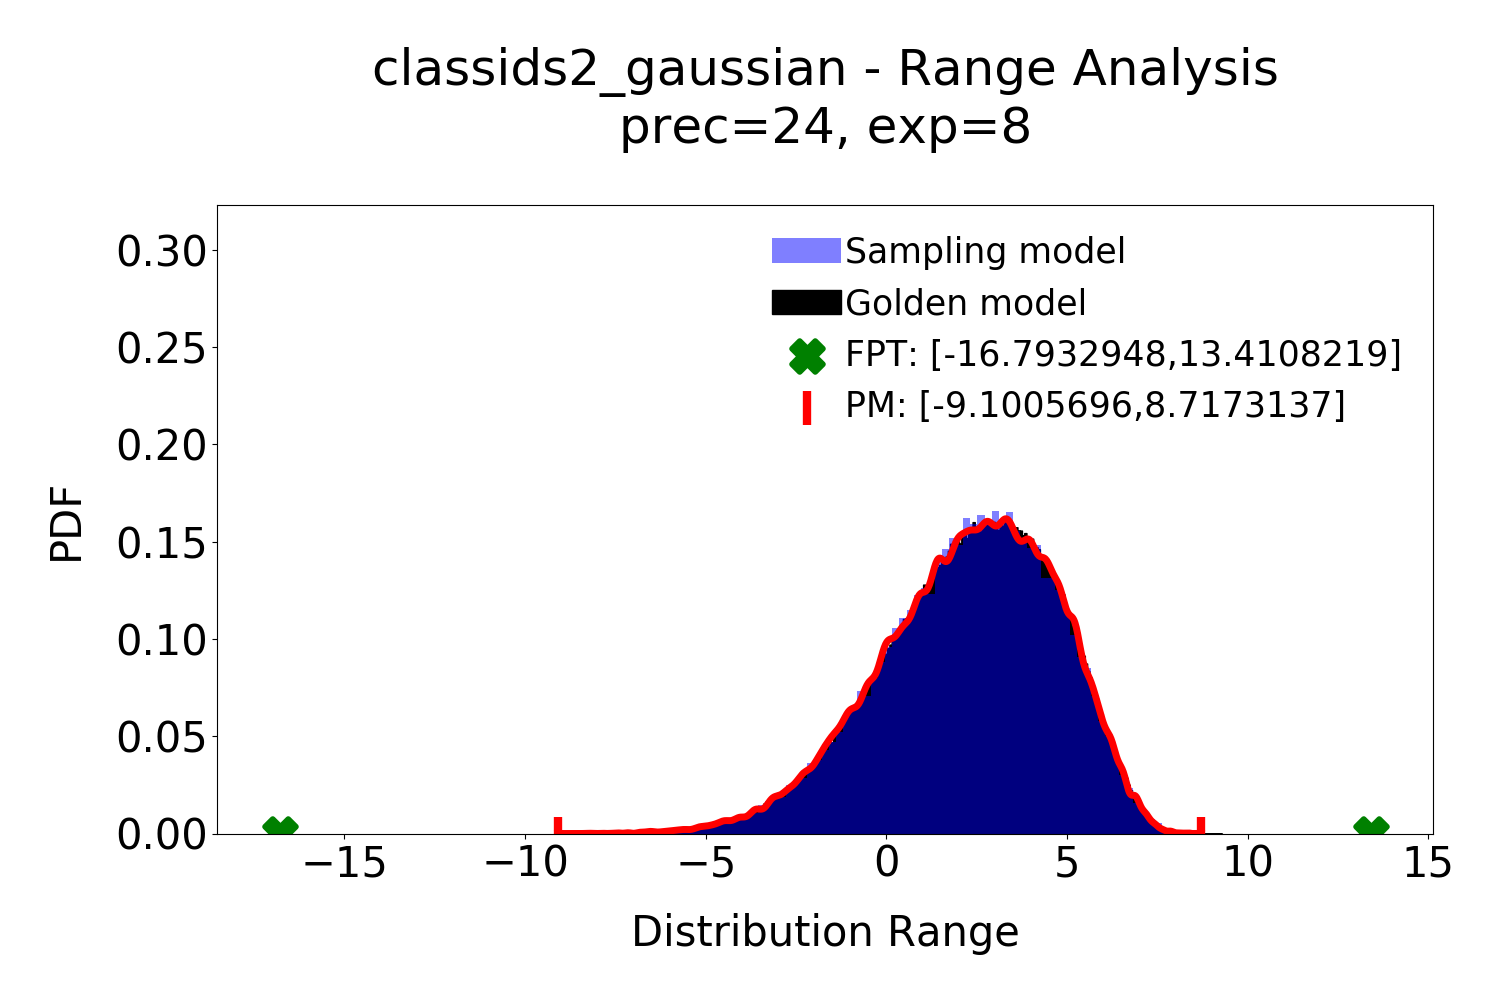 classids2_gaussian - Range Analysis
prec=24, exp=8
0.30
0.25
0.20
0.15
0.10
0.05
0.00
PDF
Sampling model
Golden model
FPT: [-16.7932948,13.4108219]
PM: [-9.1005696,8.7173137]
−15
−10
−5
0
5
10
15
Distribution Range